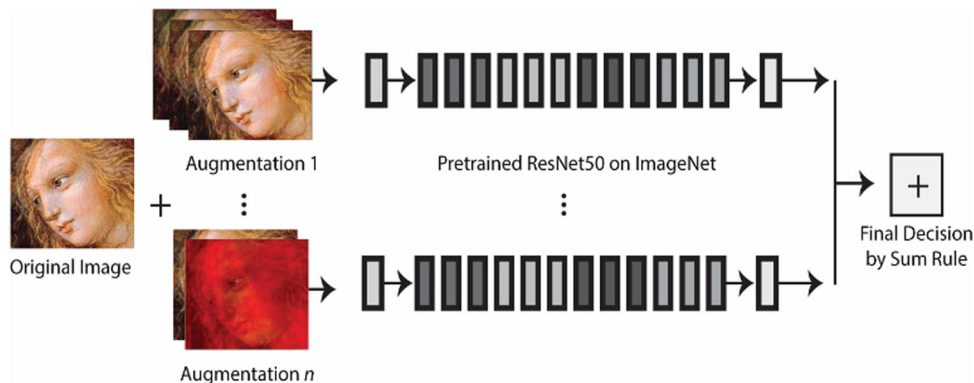 Augmentation 1
Pretrained ResNet50 on ImageNet
+
Original Image
+
Final Decision
by Sum Rule
Augmentation n